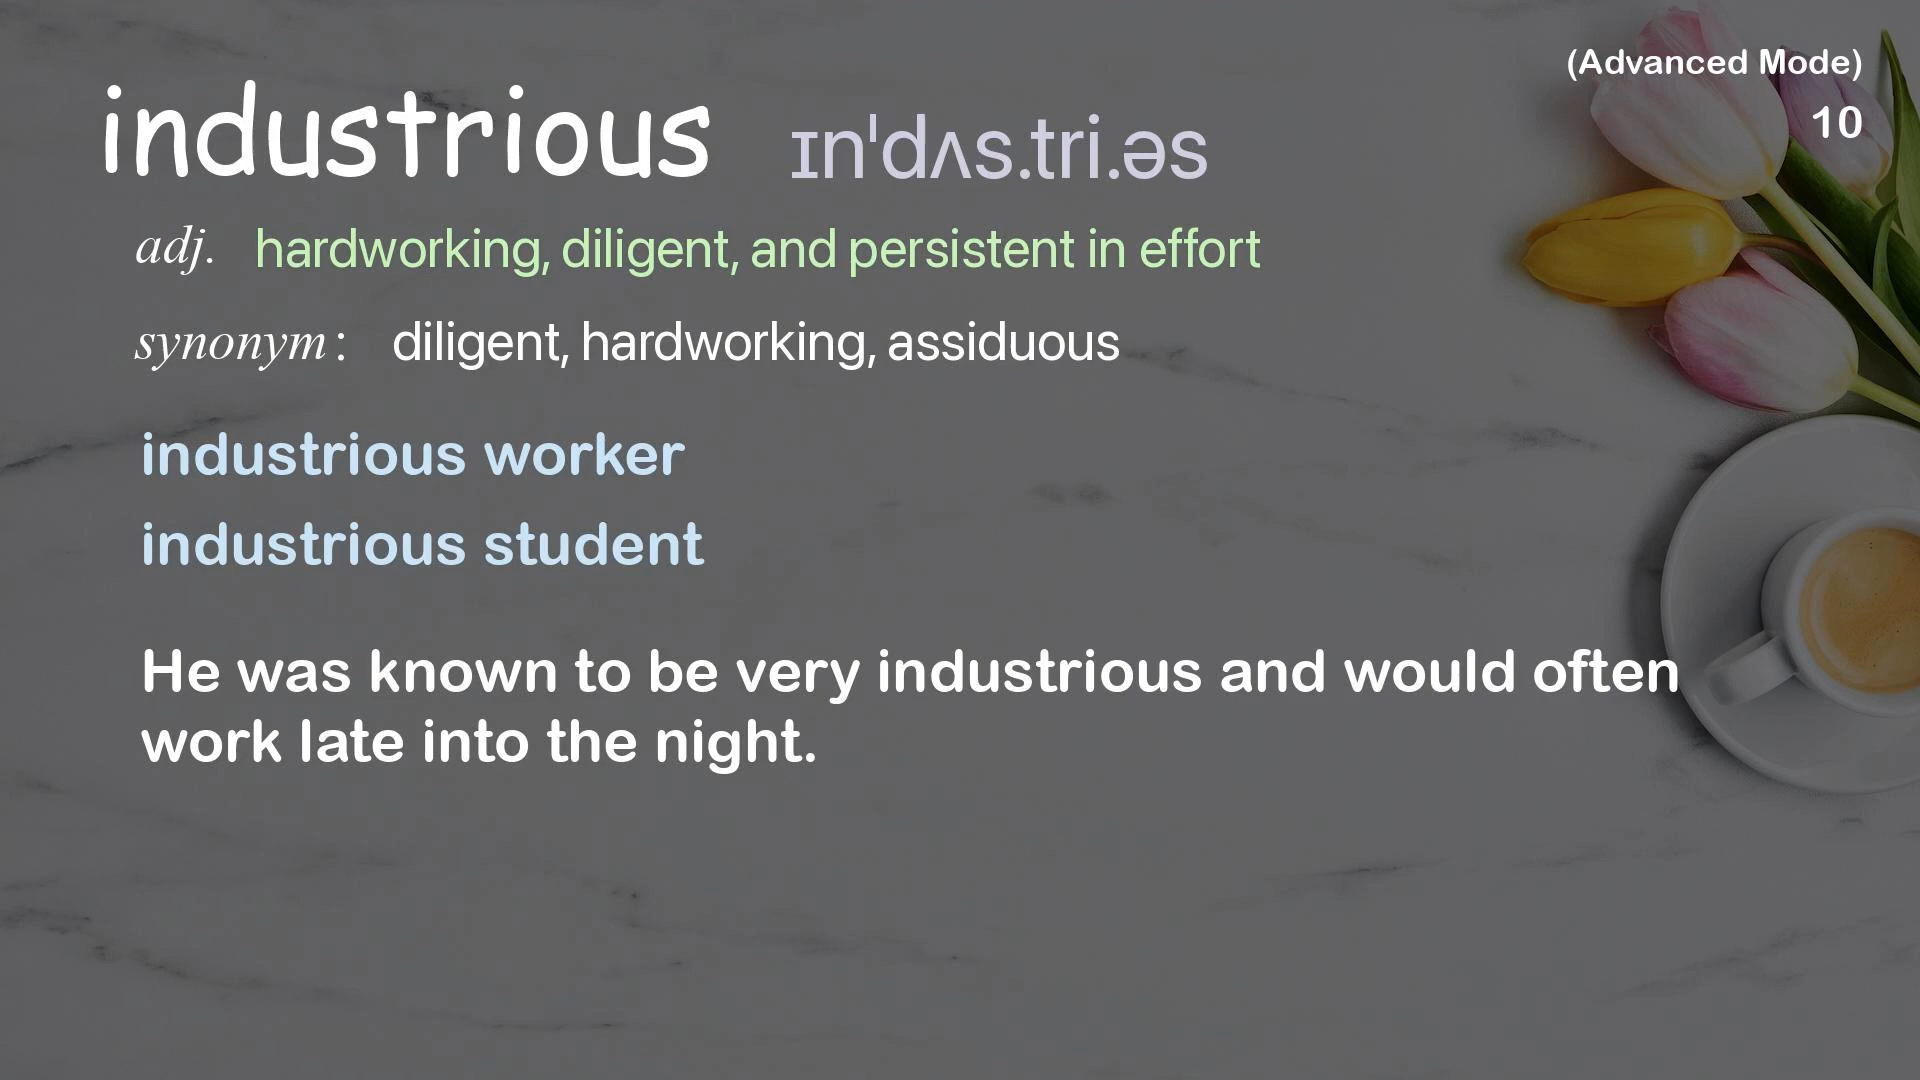 (Advanced Mode)
10
industrious ɪnˈdʌs.tri.əs
adj. hardworking, diligent, and persistent in effort
synonym : diligent, hardworking, assiduous
industrious worker
industrious student
He was known to be very industrious and would often
work late into the night.